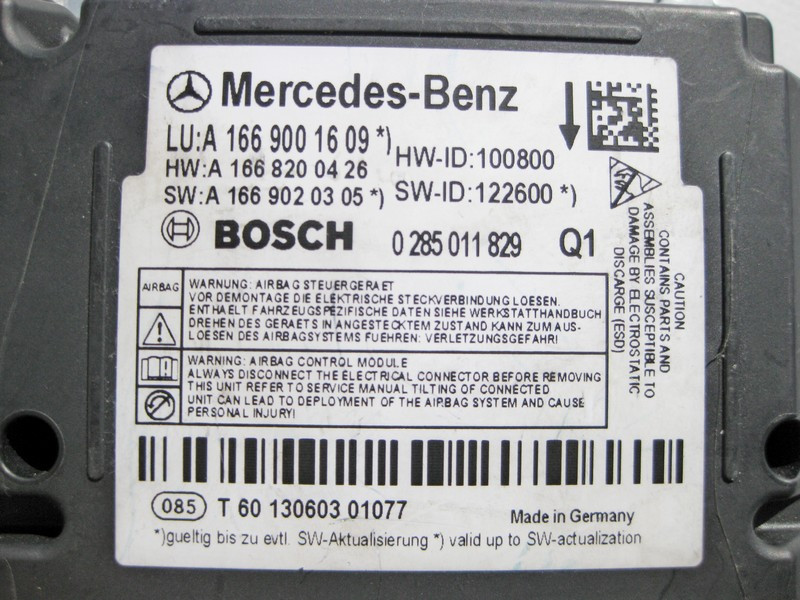 Mercedes-Benz
LU:A 166 900 16 09 *)
HW:A 166 820 04 26
HW-ID:100800
SW:A 166 902 03 05 *)
SW-ID:122600 *)
BOSCH 0 285 011 829 Q1
CAUTION
CONTAINS PARTS AND
ASSEMBLIES SUSCEPTIBLE TO
DAMAGE BY ELECTROSTATIC
DISCHARGE (ESD)
AIRBAG
WARNUNG: AIRBAG STEUERGERAET
VOR DEMONTAGE DIE ELEKTRISCHE STECKVERBINDUNG LOESEN.
ENTHAELT FAHRZEUGSPEZIFISCHE DATEN SIEHE WERKSTATTHANDBUCH
DREHEN DES GERAETS IN ANGESTECKTEM ZUSTAND KANN ZUM AUS-
LOESEN DES AIRBAGSYSTEMS FUEHREN: VERLETZUNGSGEFAHR!
WARNING: AIRBAG CONTROL MODULE
ALWAYS DISCONNECT THE ELECTRICAL CONNECTOR BEFORE REMOVING
THIS UNIT REFER TO SERVICE MANUAL TILTING OF CONNECTED
UNIT CAN LEAD TO DEPLOYMENT OF THE AIRBAG SYSTEM AND CAUSE
PERSONAL INJURY!
085 T 60 130603 01077
Made in Germany
*)gueltig bis zu evtl. SW-Aktualisierung *) valid up to SW-actualization